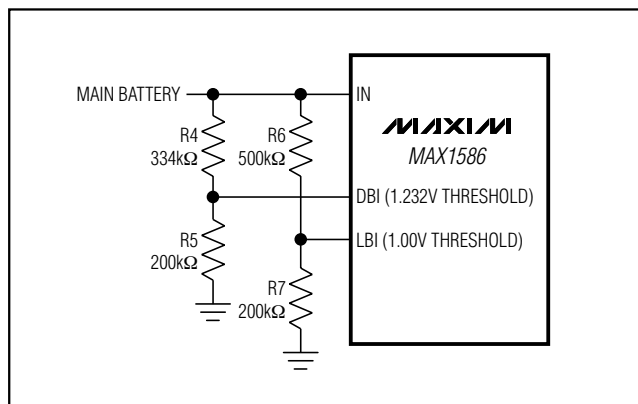 MAIN BATTERY
IN
R4
334kΩ
R6
500kΩ
MAXIM
MAX1586
DBI (1.232V THRESHOLD)
R5
200kΩ
LBI (1.00V THRESHOLD)
R7
200kΩ